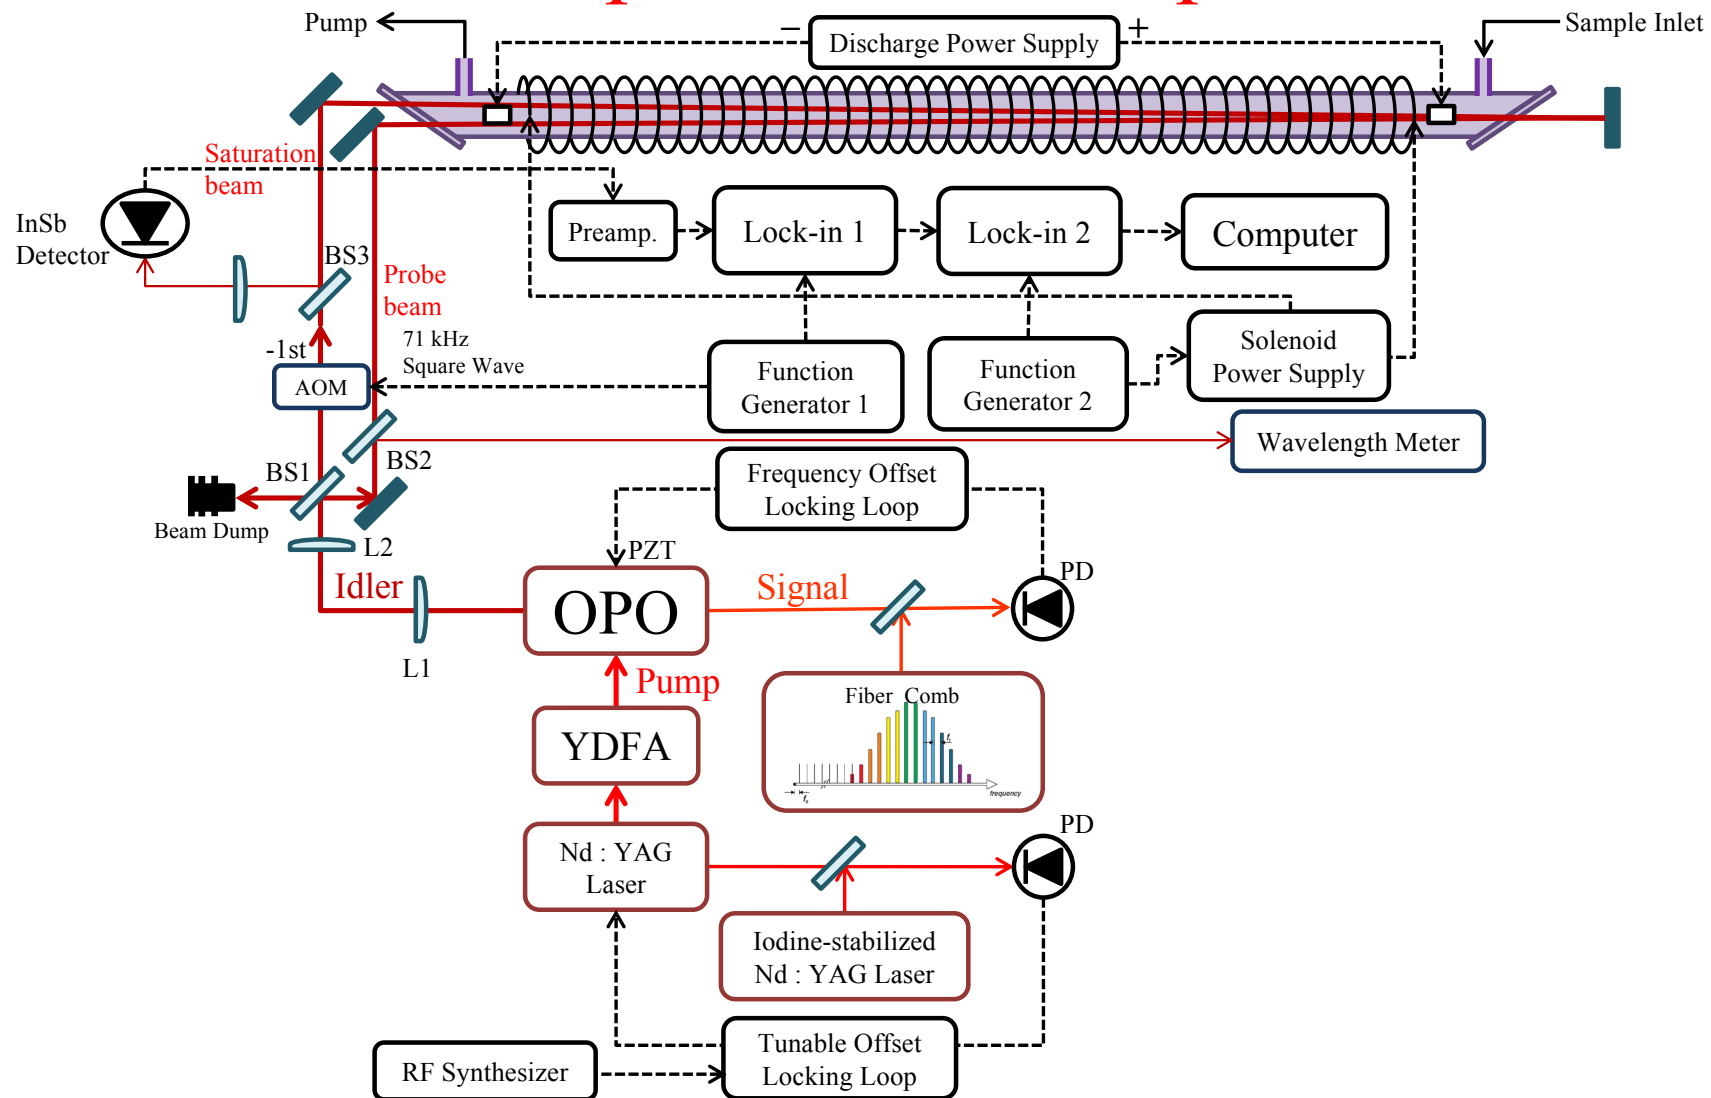 Pump
−
Discharge Power Supply
+
Sample Inlet
Saturation
beam
InSb
Detector
BS3
Probe
beam
Preamp.
Lock-in 1
Lock-in 2
Computer
-1st
AOM
71 kHz
Square Wave
Function
Generator 1
Function
Generator 2
Solenoid
Power Supply
Wavelength Meter
BS1
BS2
Beam Dump
L2
Frequency Offset
Locking Loop
PZT
Idler
OPO
Signal
PD
L1
Pump
Fiber Comb
frequency
YDFA
Nd : YAG
Laser
PD
Iodine-stabilized
Nd : YAG Laser
RF Synthesizer
Tunable Offset
Locking Loop